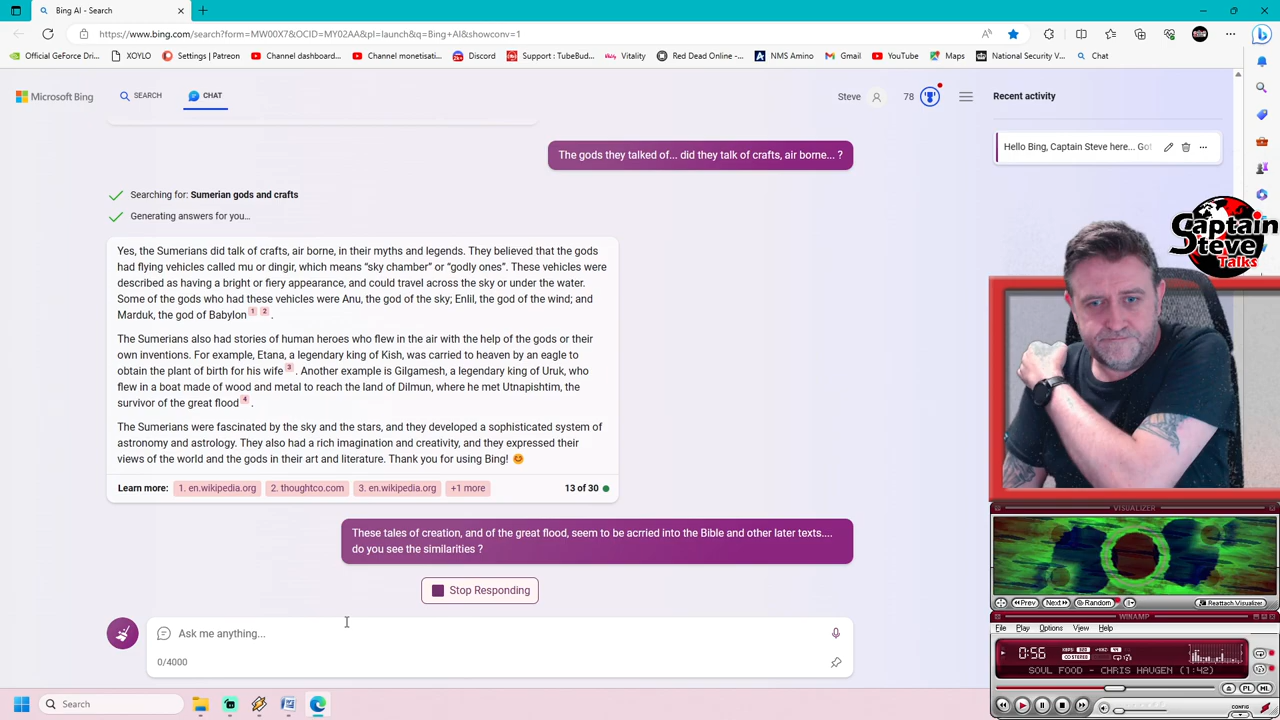 Bing AI - Search
https://www.bing.com/search?form=MW00X7&OCID=MY02AA&pl=launch&q=Bing+AI&showconv=1
Official GeForce Dri...
XOYLO
Settings | Patreon
Channel dashboard...
Channel monetisati...
Discord
Support : TubeBud...
Vitality
Red Dead Online -...
NMS Amino
Gmail
YouTube
Maps
National Security V...
Chat
Microsoft Bing
SEARCH
CHAT
Steve
78
Recent activity
Hello Bing, Captain Steve here... Go
The gods they talked of... did they talk of crafts, air borne... ?
Searching for: Sumerian gods and crafts
Generating answers for you...
Yes, the Sumerians did talk of crafts, air borne, in their myths and legends. They believed that the gods
had flying vehicles called mu or dingir, which means “sky chamber” or “godly ones”. These vehicles were
described as having a bright or fiery appearance, and could travel across the sky or under the water.
Some of the gods who had these vehicles were Anu, the god of the sky; Enlil, the god of the wind; and
Marduk, the god of Babylon 1 2 .
The Sumerians also had stories of human heroes who flew in the air with the help of the gods or their
own inventions. For example, Etana, a legendary king of Kish, was carried to heaven by an eagle to
obtain the plant of birth for his wife 3 . Another example is Gilgamesh, a legendary king of Uruk, who
flew in a boat made of wood and metal to reach the land of Dilmun, where he met Utnapishtim, the
survivor of the great flood 4 .
The Sumerians were fascinated by the sky and the stars, and they developed a sophisticated system of
astronomy and astrology. They also had a rich imagination and creativity, and they expressed their
views of the world and the gods in their art and literature. Thank you for using Bing!
Learn more:
1. en.wikipedia.org
2. thoughtco.com
3. en.wikipedia.org
+1 more
13 of 30
These tales of creation, and of the great flood, seem to be acrried into the Bible and other later texts....
do you see the similarities ?
Stop Responding
Ask me anything...
0/4000
Captain
Steve
Talks
VISUALIZER
Prev
Next
Random
Reattach Visualizer
WINAMP
File Play Options View Help
0:56
STEREO
SOUL FOOD - CHRIS HAUGEN (1:42)
PL
ML
CONFIG
Search